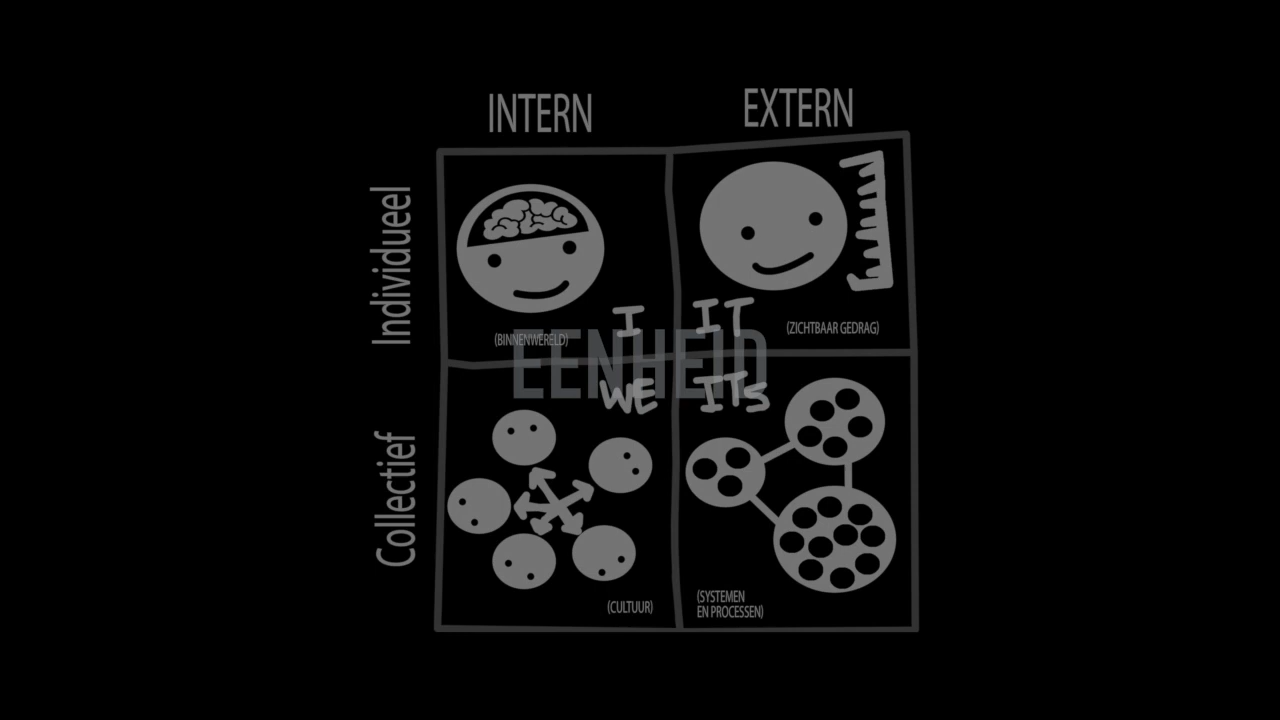 INTERN
EXTERN
Individueel
I
IT
(BINNENWERELD)
(ZICHTBAAR GEDRAG)
EENHEID
WE
ITs
Collectief
(CULTUUR)
(SYSTEMEN
EN PROCESSEN)